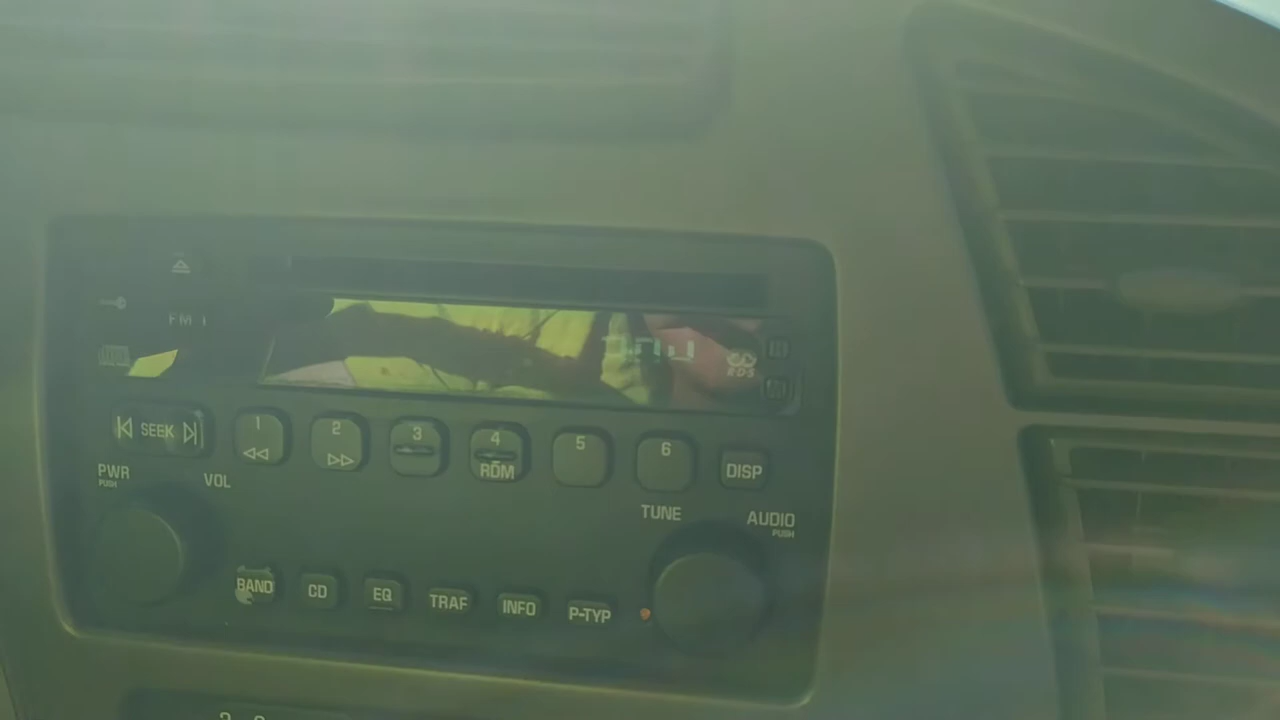 FM 1
RDS
SEEK
1
2
3
4
5
6
RDM
DISP
PWR
PUSH
VOL
TUNE
AUDIO
PUSH
BAND
CD
EQ
TRAF
INFO
P-TYP